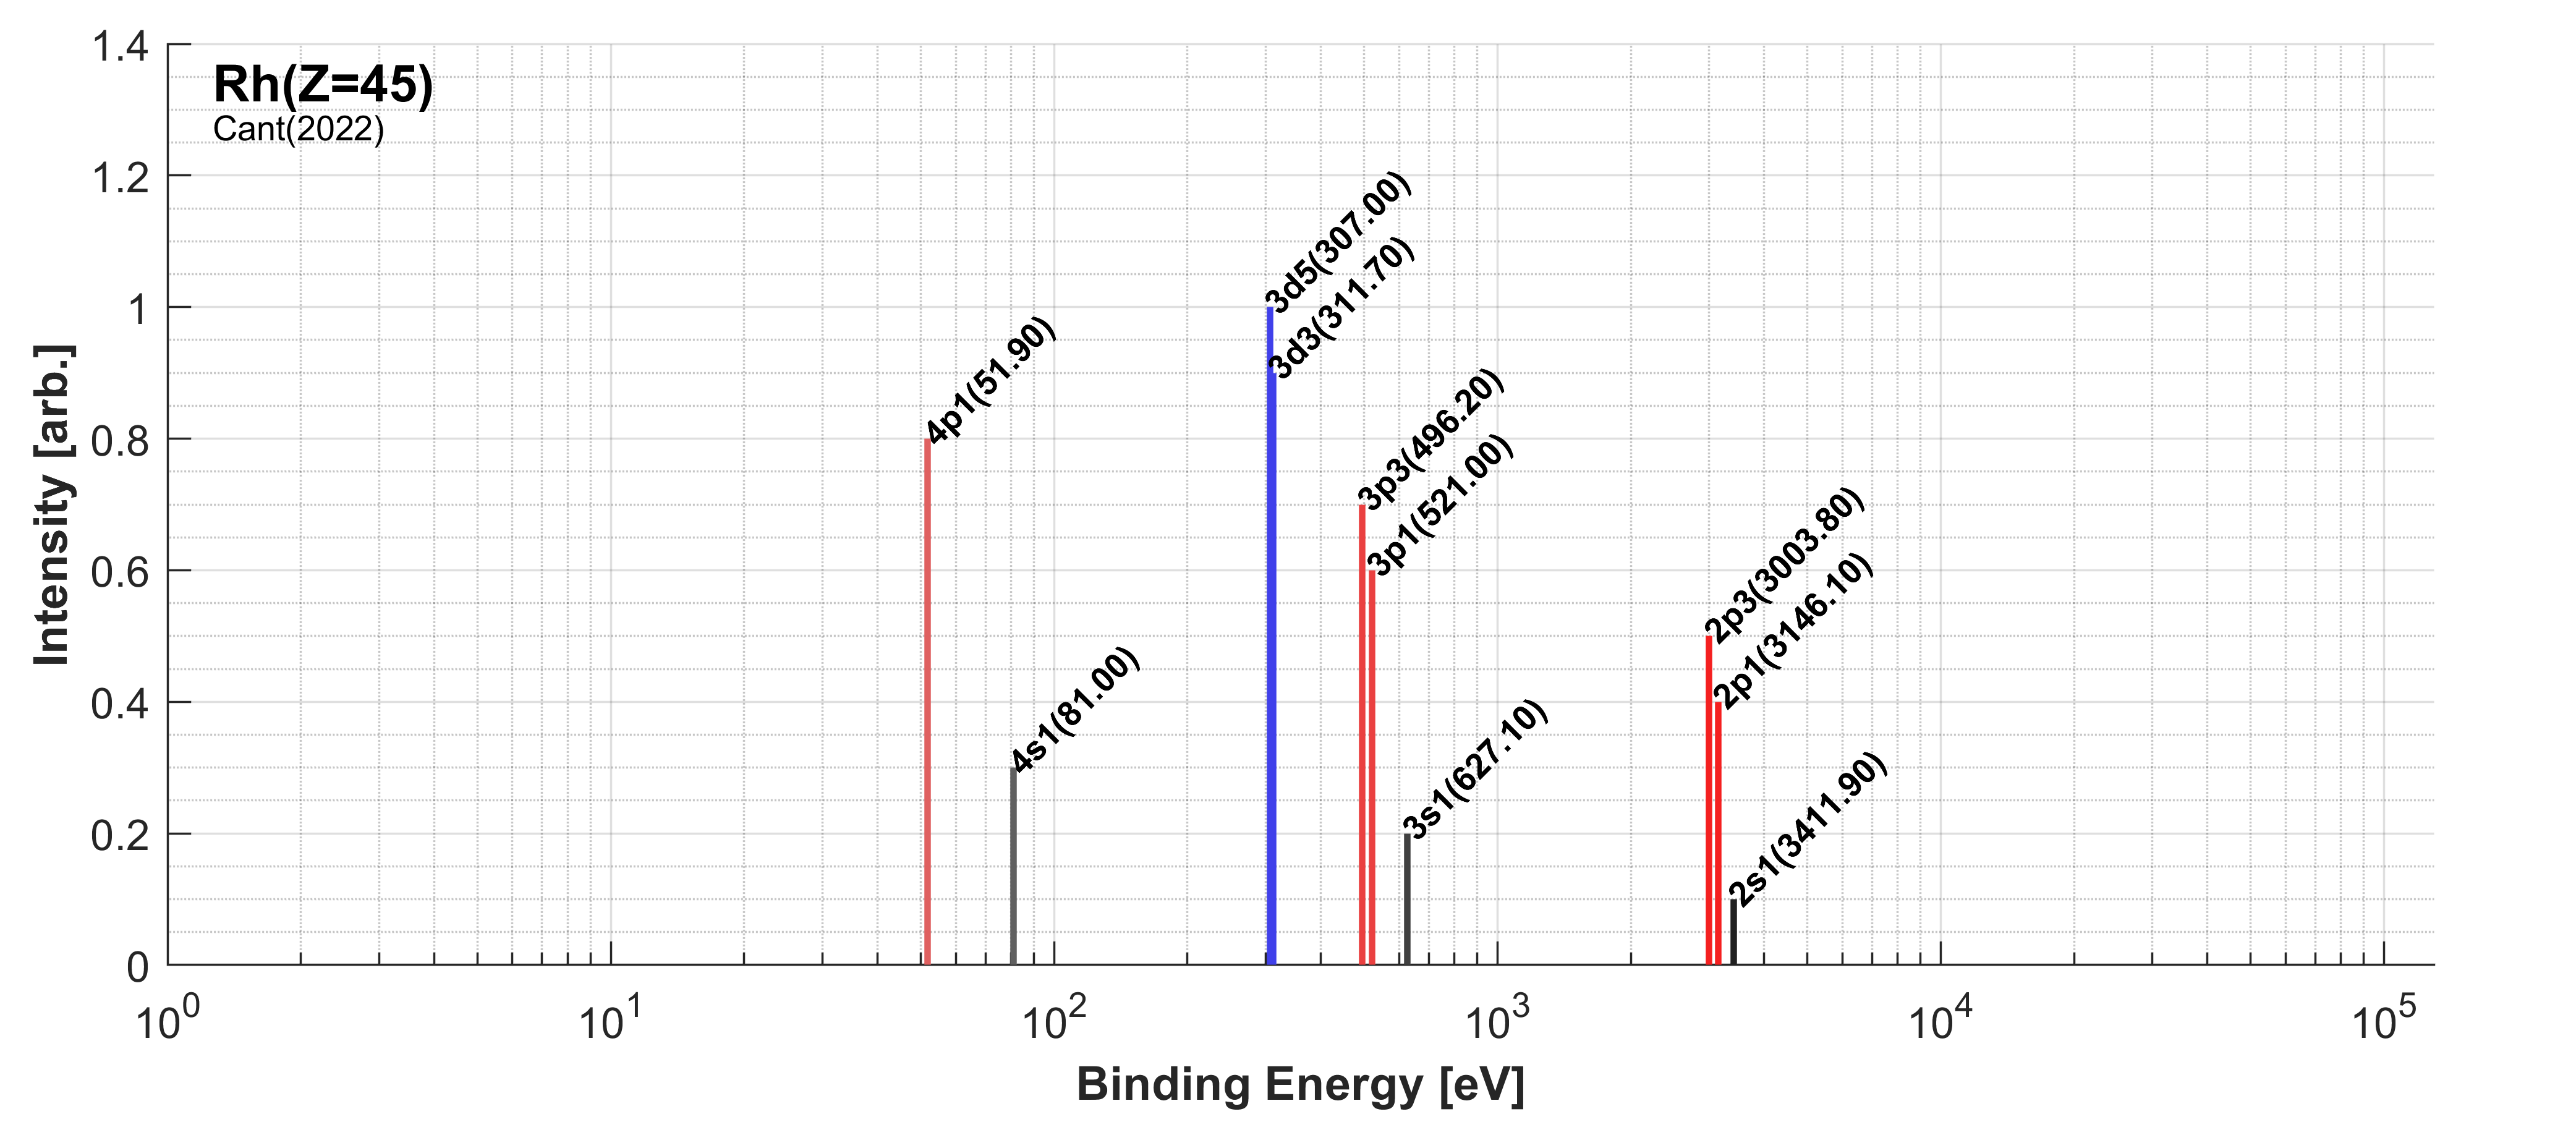 Rh(Z=45)
Cant(2022)
Intensity [arb.]
1.4
1.2
1
0.8
0.6
0.4
0.2
0
4p1(51.90)
4s1(81.00)
3d5(307.00)
3d3(311.70)
3p3(496.20)
3p1(521.00)
3s1(627.10)
2p3(3003.80)
2p1(3146.10)
2s1(3411.90)
10^0 10^1 10^2 10^3 10^4 10^5
Binding Energy [eV]